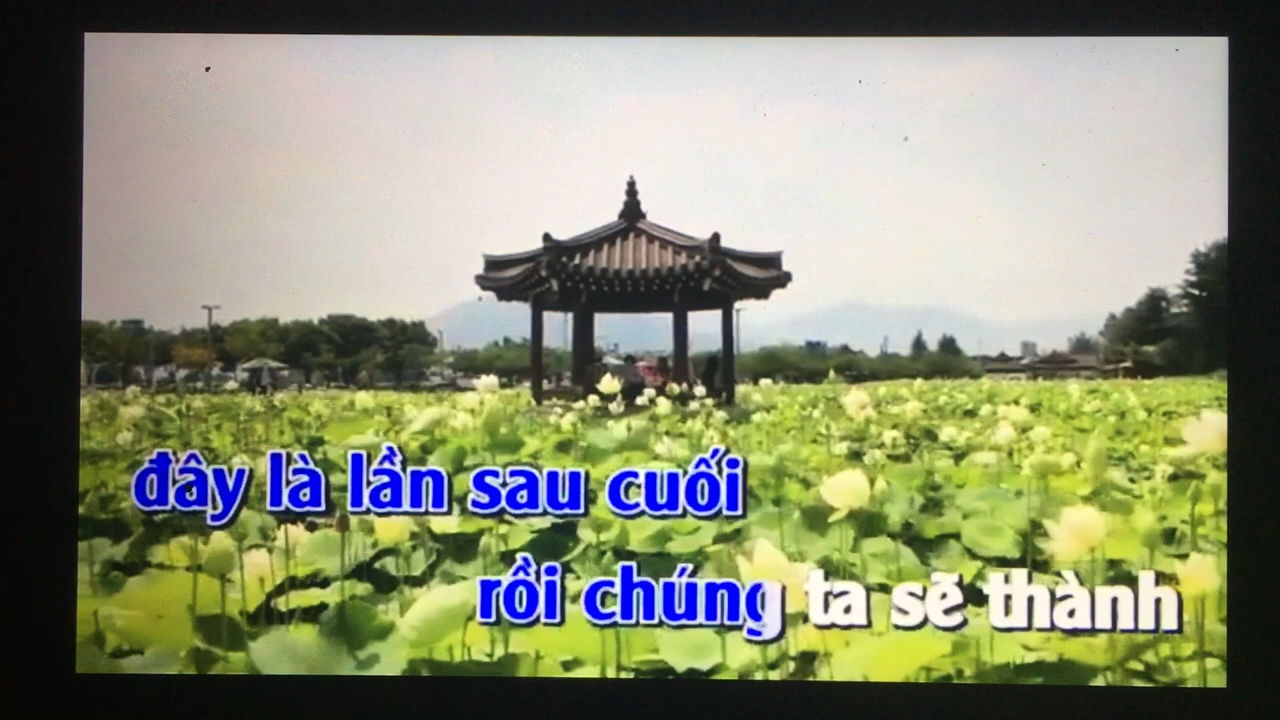 đây là lần sau cuối
rồi chúng ta sẽ thành